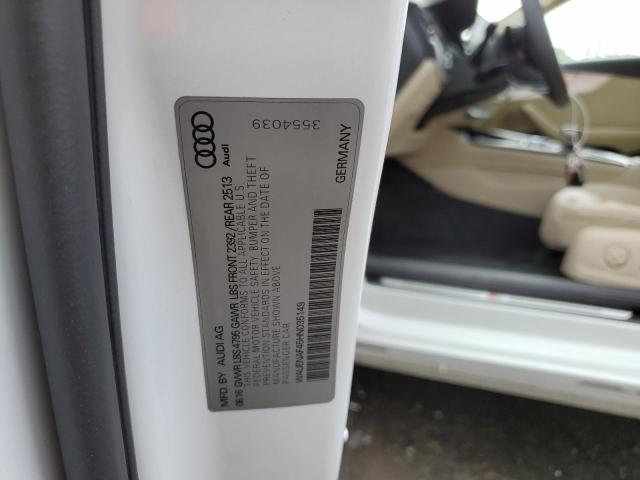 3554039
Audi
GERMANY
MFD. BY AUDI AG
08/16 GVWR LBS 4795 GAWR LBS FRONT 2392 /REAR 2513
THIS VEHICLE CONFORMS TO ALL APPLICABLE U.S.
FEDERAL MOTOR VEHICLE SAFETY, BUMPER AND THEFT
PREVENTION STANDARDS IN EFFECT ON THE DATE OF
MANUFACTURE SHOWN ABOVE
PASSENGER CAR
WAUENAF45HN035149